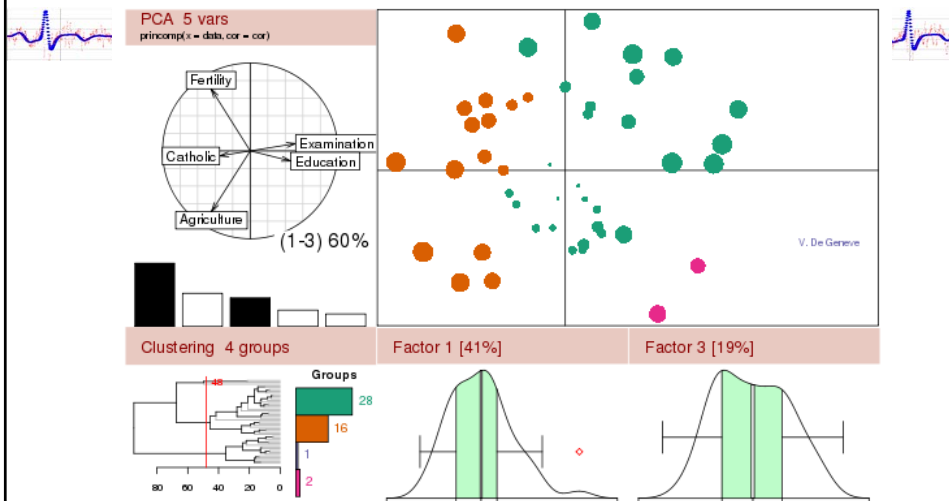 PCA 5 vars
princomp(x = data, cor = cor)
Fertility
Examination
Catholic
Education
Agriculture
(1-3) 60%
V. De Geneve
Clustering 4 groups
Factor 1 [41%]
Factor 3 [19%]
Groups
48
28
16
1
2
80 60 40 20 0